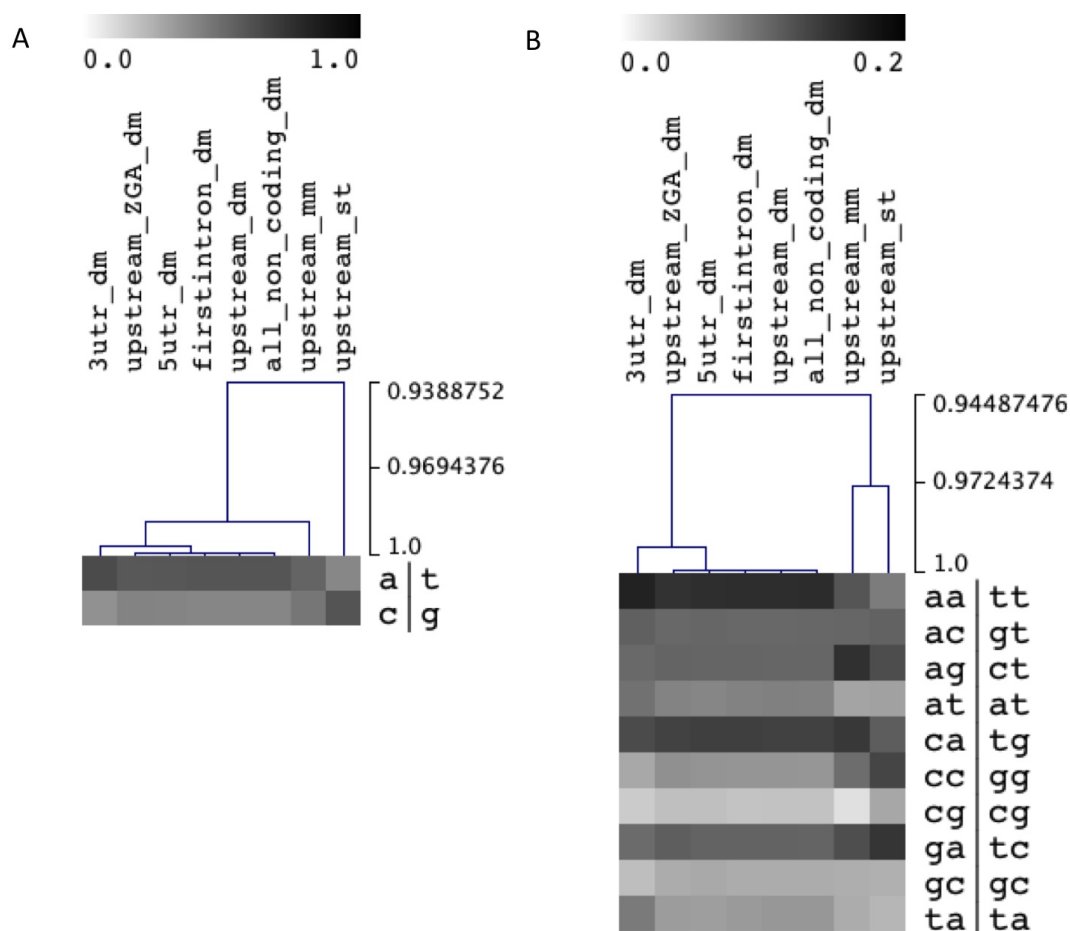 A
0.0 1.0
3utr_dm
upstream_ZGA_dm
5utr_dm
firstintron_dm
upstream_dm
all_non_coding_dm
upstream_mm
upstream_st
0.9388752
0.9694376
1.0
a|t
c|g
B
0.0 0.2
3utr_dm
upstream_ZGA_dm
5utr_dm
firstintron_dm
upstream_dm
all_non_coding_dm
upstream_mm
upstream_st
0.94487476
0.9724374
1.0
aa|tt
ac|gt
ag|ct
at|at
ca|tg
cc|gg
cg|cg
ga|tc
gc|gc
ta|ta